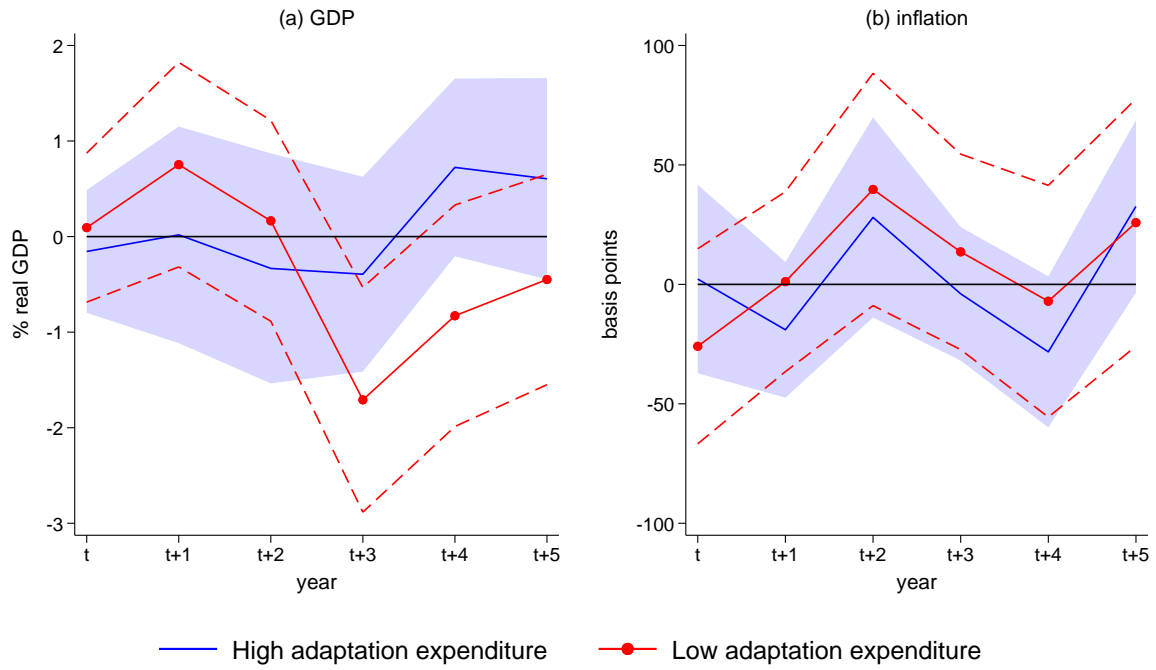 (a) GDP
2
1
0
-1
-2
-3
% real GDP
t t+1 t+2 t+3 t+4 t+5
year
(b) inflation
100
50
0
-50
-100
basis points
t t+1 t+2 t+3 t+4 t+5
year
High adaptation expenditure Low adaptation expenditure